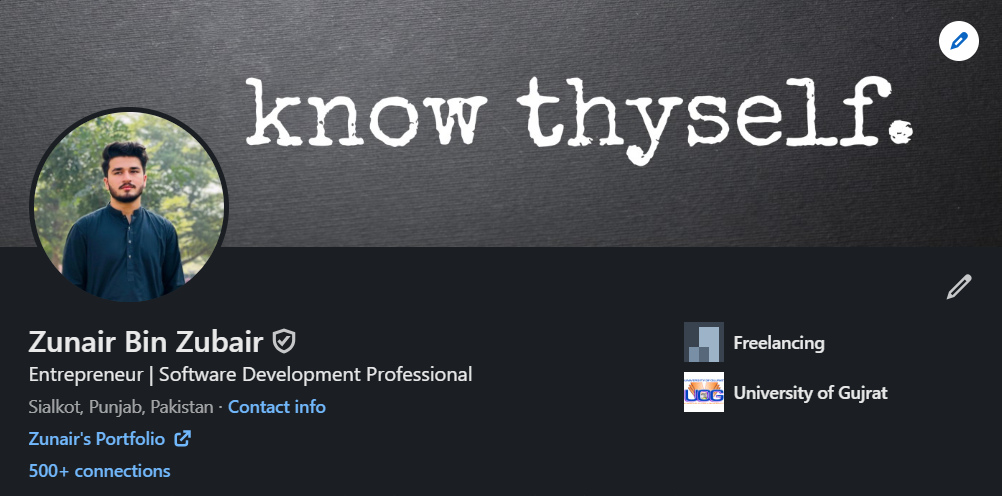 know thyself.
Zunair Bin Zubair
Entrepreneur | Software Development Professional
Sialkot, Punjab, Pakistan · Contact info
Zunair's Portfolio
500+ connections
Freelancing
UOG
University of Gujrat